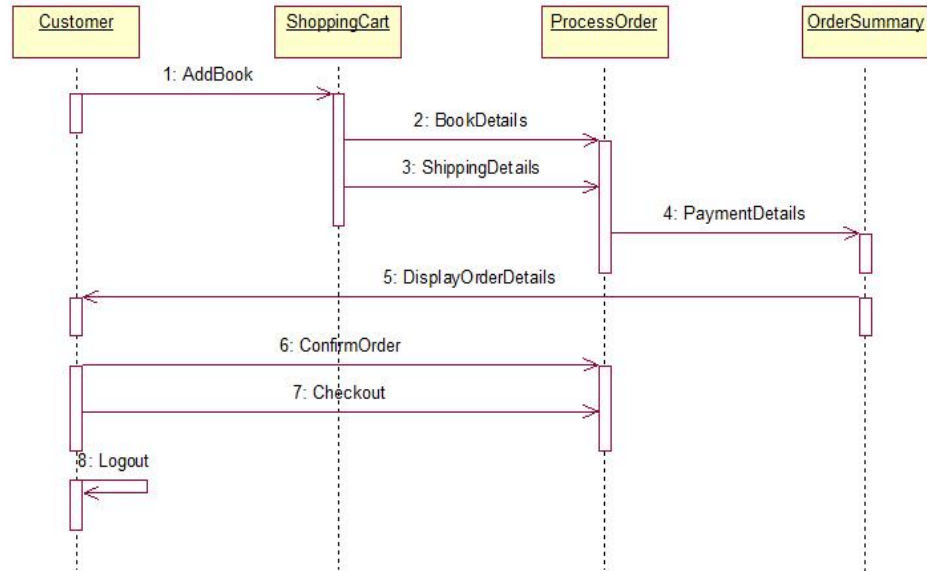 Customer
ShoppingCart
ProcessOrder
OrderSummary
1: AddBook
2: BookDetails
3: ShippingDetails
4: PaymentDetails
5: DisplayOrderDetails
6: ConfirmOrder
7: Checkout
8: Logout